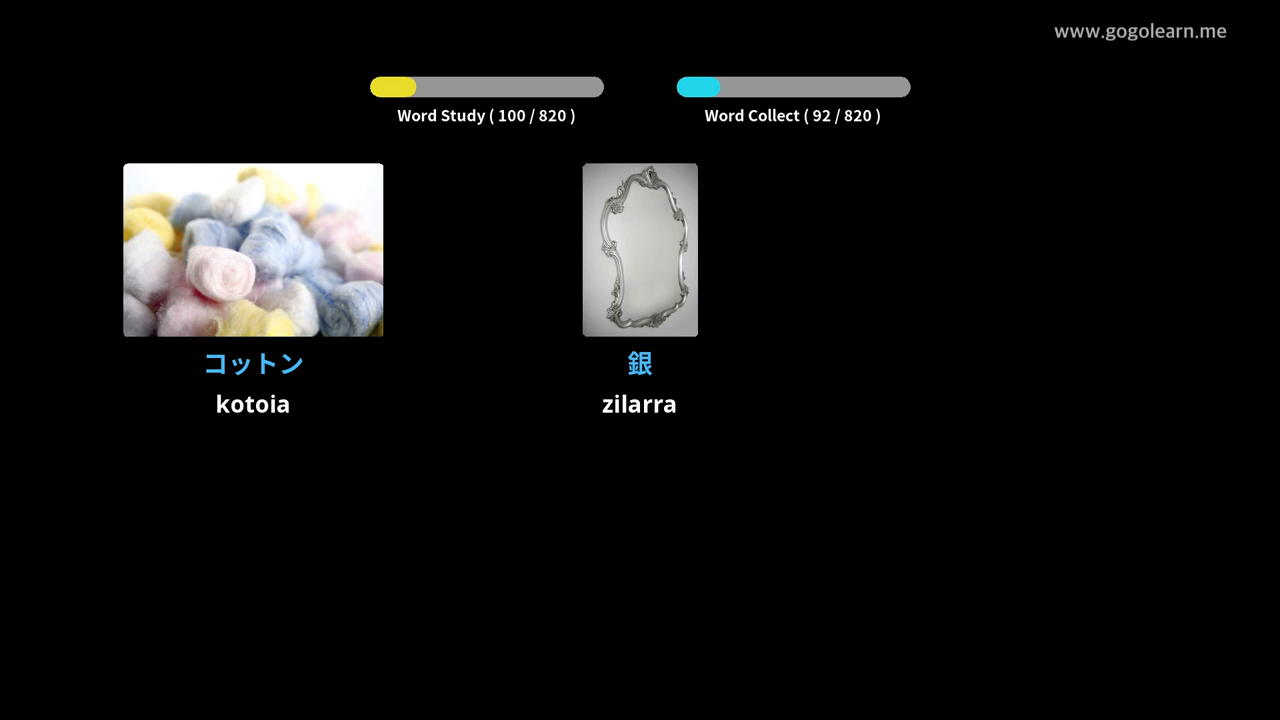 www.gogolearn.me
Word Study ( 100 / 820 )
Word Collect ( 92 / 820 )
コットン
kotoia
銀
zilarra